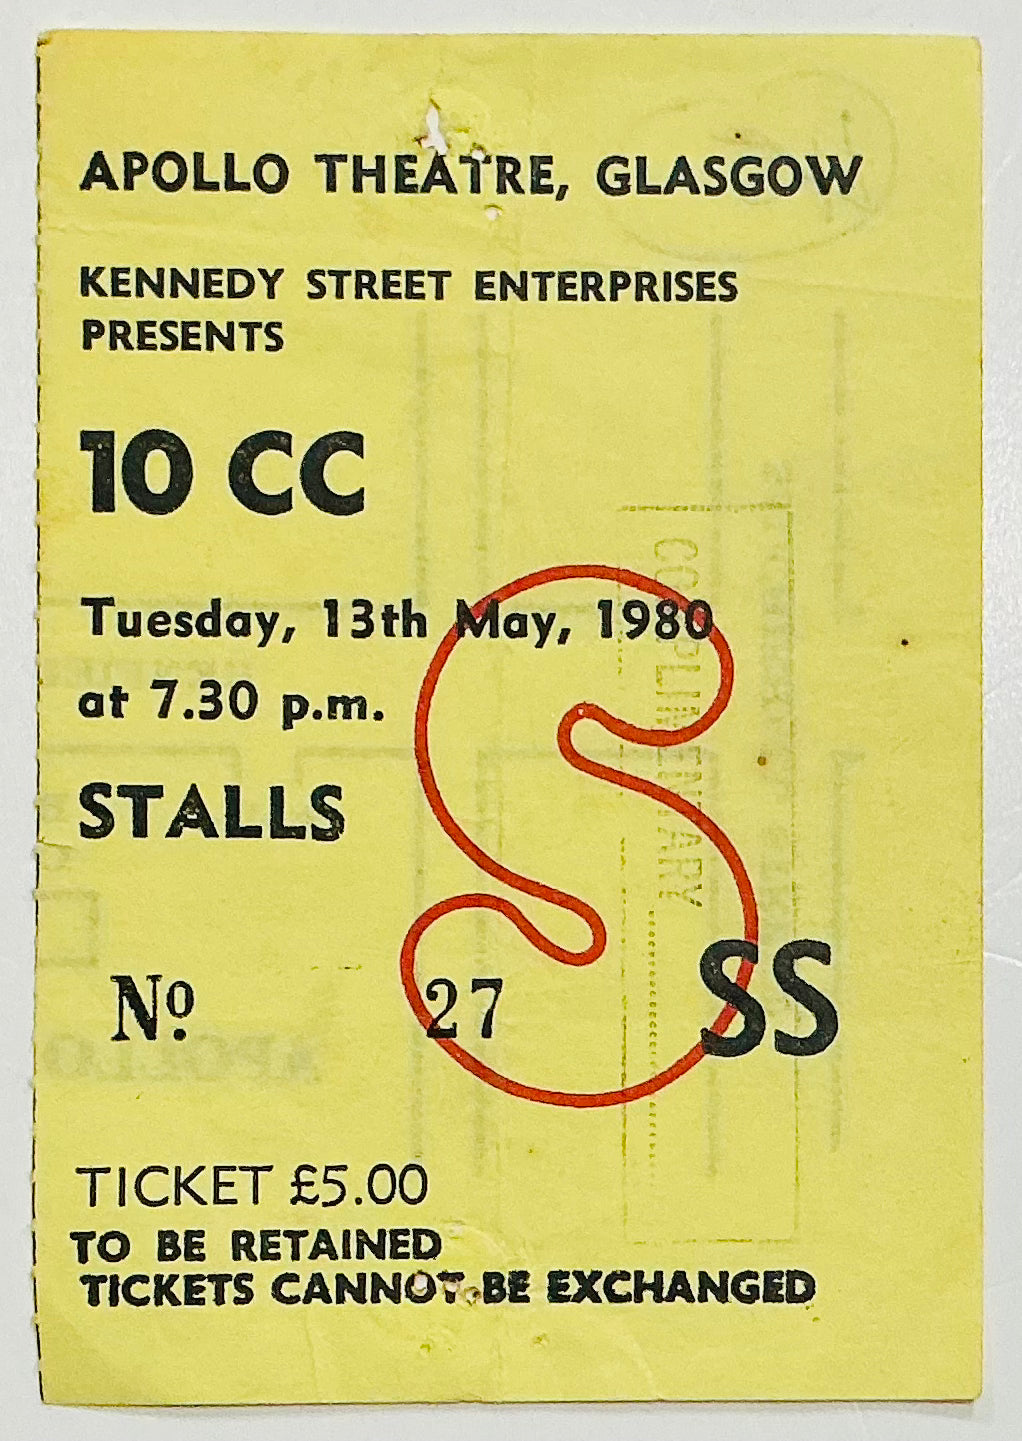 APOLLO THEATRE, GLASGOW
KENNEDY STREET ENTERPRISES
PRESENTS
10 CC
Tuesday, 13th May, 1980
at 7.30 p.m.
STALLS
S
Nº 27 SS
COMPLIMENTARY
TICKET £5.00
TO BE RETAINED
TICKETS CANNOT BE EXCHANGED
APOLLO